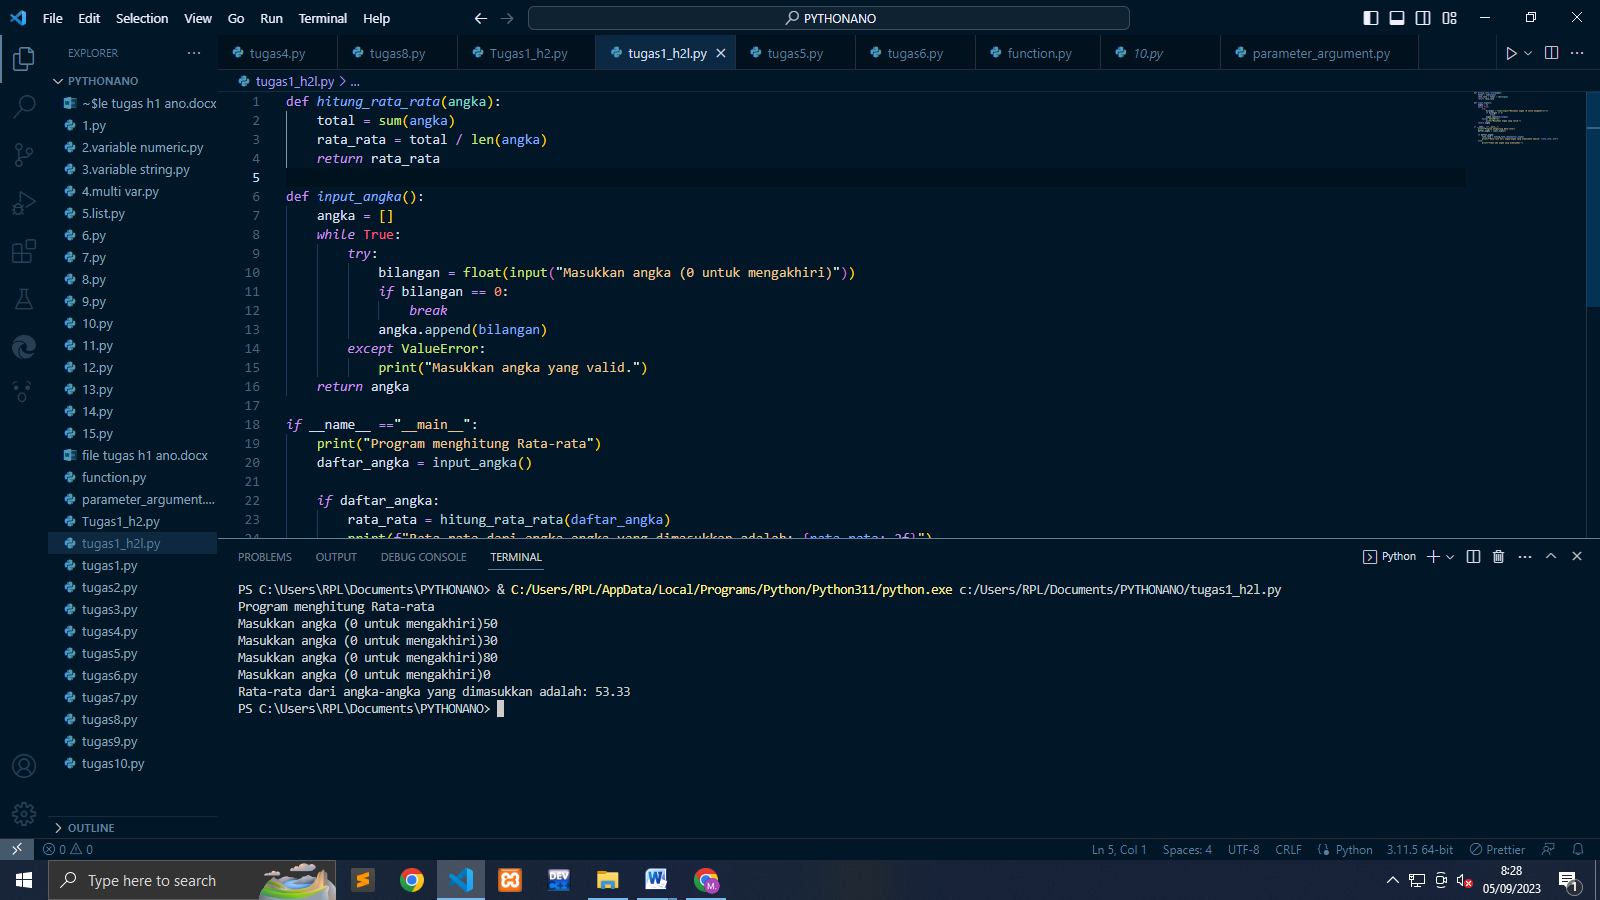 File Edit Selection View Go Run Terminal Help
PYTHONANO
EXPLORER
PYTHONANO
~$le tugas h1 ano.docx
1.py
2.variable numeric.py
3.variable string.py
4.multi var.py
5.list.py
6.py
7.py
8.py
9.py
10.py
11.py
12.py
13.py
14.py
15.py
file tugas h1 ano.docx
function.py
parameter_argument....
Tugas1_h2.py
tugas1_h2l.py
tugas1.py
tugas2.py
tugas3.py
tugas4.py
tugas5.py
tugas6.py
tugas7.py
tugas8.py
tugas9.py
tugas10.py
OUTLINE
tugas4.py tugas8.py Tugas1_h2.py tugas1_h2l.py tugas5.py tugas6.py function.py 10.py parameter_argument.py
tugas1_h2l.py > ...
1 def hitung_rata_rata(angka):
2 total = sum(angka)
3 rata_rata = total / len(angka)
4 return rata_rata
5
6 def input_angka():
7 angka = []
8 while True:
9 try:
10 bilangan = float(input("Masukkan angka (0 untuk mengakhiri)"))
11 if bilangan == 0:
12 break
13 angka.append(bilangan)
14 except ValueError:
15 print("Masukkan angka yang valid.")
16 return angka
17
18 if __name__ =="__main__":
19 print("Program menghitung Rata-rata")
20 daftar_angka = input_angka()
21
22 if daftar_angka:
23 rata_rata = hitung_rata_rata(daftar_angka)
24 print(f"Rata-rata dari angka-angka yang dimasukkan adalah: {rata_rata:.2f}")
PROBLEMS OUTPUT DEBUG CONSOLE TERMINAL
Python
PS C:\Users\RPL\Documents\PYTHONANO> & C:/Users/RPL/AppData/Local/Programs/Python/Python311/python.exe c:/Users/RPL/Documents/PYTHONANO/tugas1_h2l.py
Program menghitung Rata-rata
Masukkan angka (0 untuk mengakhiri)50
Masukkan angka (0 untuk mengakhiri)30
Masukkan angka (0 untuk mengakhiri)80
Masukkan angka (0 untuk mengakhiri)0
Rata-rata dari angka-angka yang dimasukkan adalah: 53.33
PS C:\Users\RPL\Documents\PYTHONANO>
0 0
Ln 5, Col 1 Spaces: 4 UTF-8 CRLF Python 3.11.5 64-bit Prettier
Type here to search
DEV
M.
8:28
05/09/2023
1